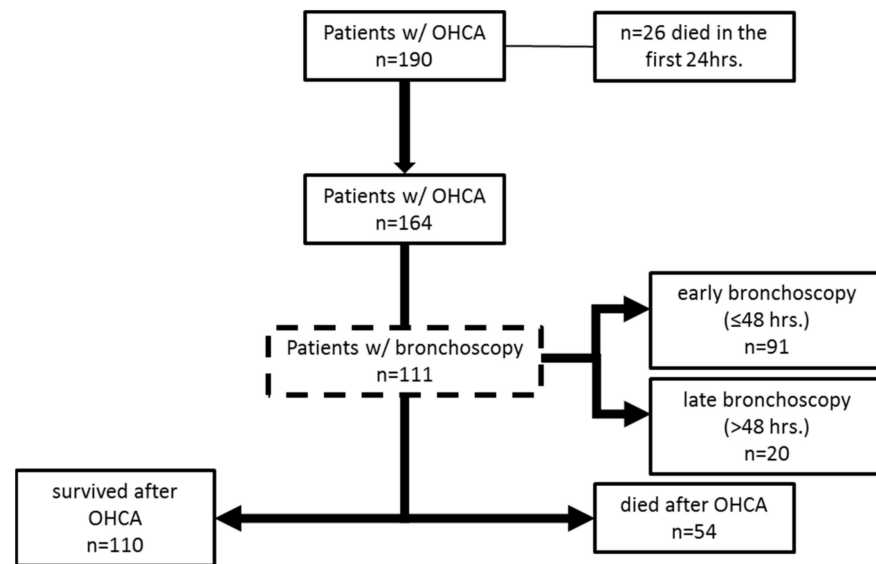 Patients w/ OHCA
n=190
n=26 died in the
first 24hrs.
Patients w/ OHCA
n=164
Patients w/ bronchoscopy
n=111
early bronchoscopy
(≤48 hrs.)
n=91
late bronchoscopy
(>48 hrs.)
n=20
survived after
OHCA
n=110
died after OHCA
n=54